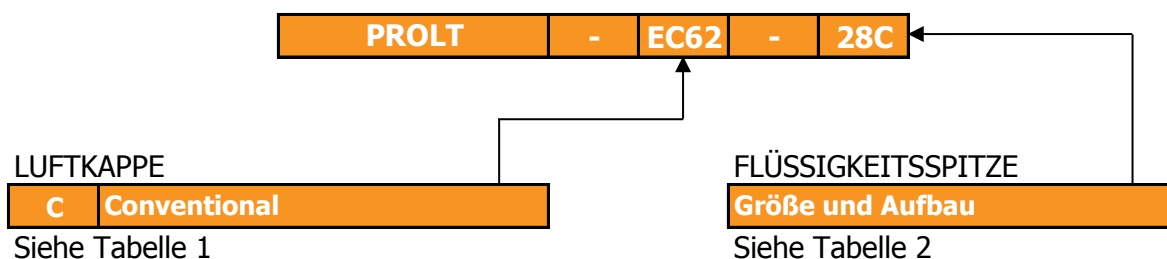 PROLT - EC62 - 28C
LUFTKAPPE
C Conventional
Siehe Tabelle 1
FLÜSSIGKEITSSPITZE
Größe und Aufbau
Siehe Tabelle 2